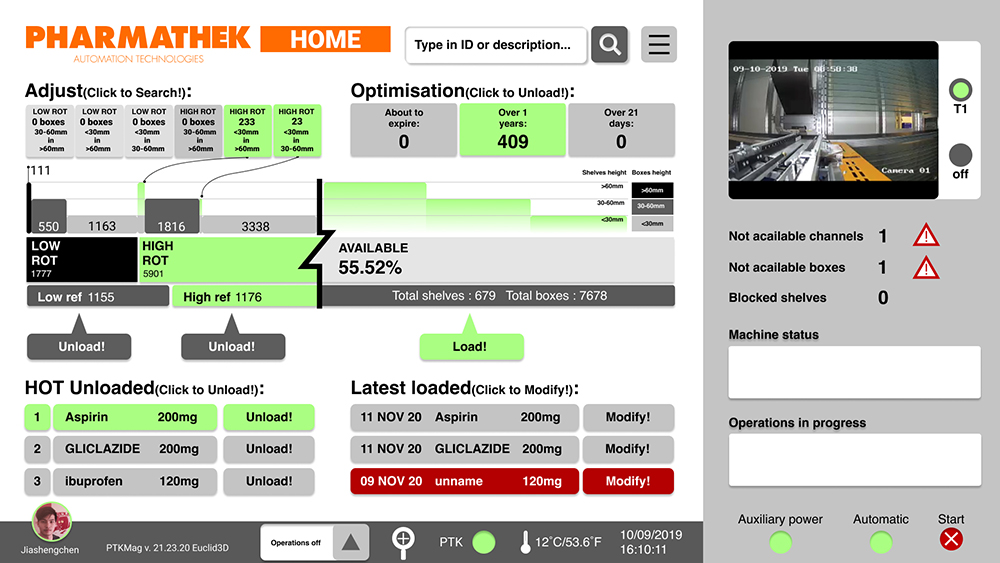 PHARMATHEK
AUTOMATION TECHNOLOGIES
HOME
Type in ID or description...
Adjust(Click to Search!):
LOW ROT
0 boxes
30-60mm
in
>60mm
LOW ROT
0 boxes
<30mm
in
>60mm
LOW ROT
0 boxes
<30mm
in
30-60mm
HIGH ROT
0 boxes
30-60mm
in
>60mm
HIGH ROT
233
<30mm
in
>60mm
HIGH ROT
23
<30mm
in
30-60mm
Optimisation(Click to Unload!):
About to
expire:
0
Over 1
years:
409
Over 21
days:
0
111
550
1163
1816
3338
Shelves height
Boxes height
>60mm
>60mm
30-60mm
30-60mm
<30mm
<30mm
LOW
ROT
1777
HIGH
ROT
5901
AVAILABLE
55.52%
Low ref 1155
High ref 1176
Total shelves : 679 Total boxes : 7678
Unload!
Unload!
Load!
HOT Unloaded(Click to Unload!):
1 Aspirin 200mg Unload!
2 GLICLAZIDE 200mg Unload!
3 ibuprofen 120mg Unload!
Latest loaded(Click to Modify!):
11 NOV 20 Aspirin 200mg Modify!
11 NOV 20 GLICLAZIDE 200mg Modify!
09 NOV 20 unname 120mg Modify!
Jiashengchen
PTKMag v. 21.23.20 Euclid3D
Operations off
PTK
12°C/53.6°F
10/09/2019
16:10:11
09-10-2019 Tue 08:58:38
Camera 01
T1
off
Not acailable channels 1
Not available boxes 1
Blocked shelves 0
Machine status
Operations in progress
Auxiliary power
Automatic
Start